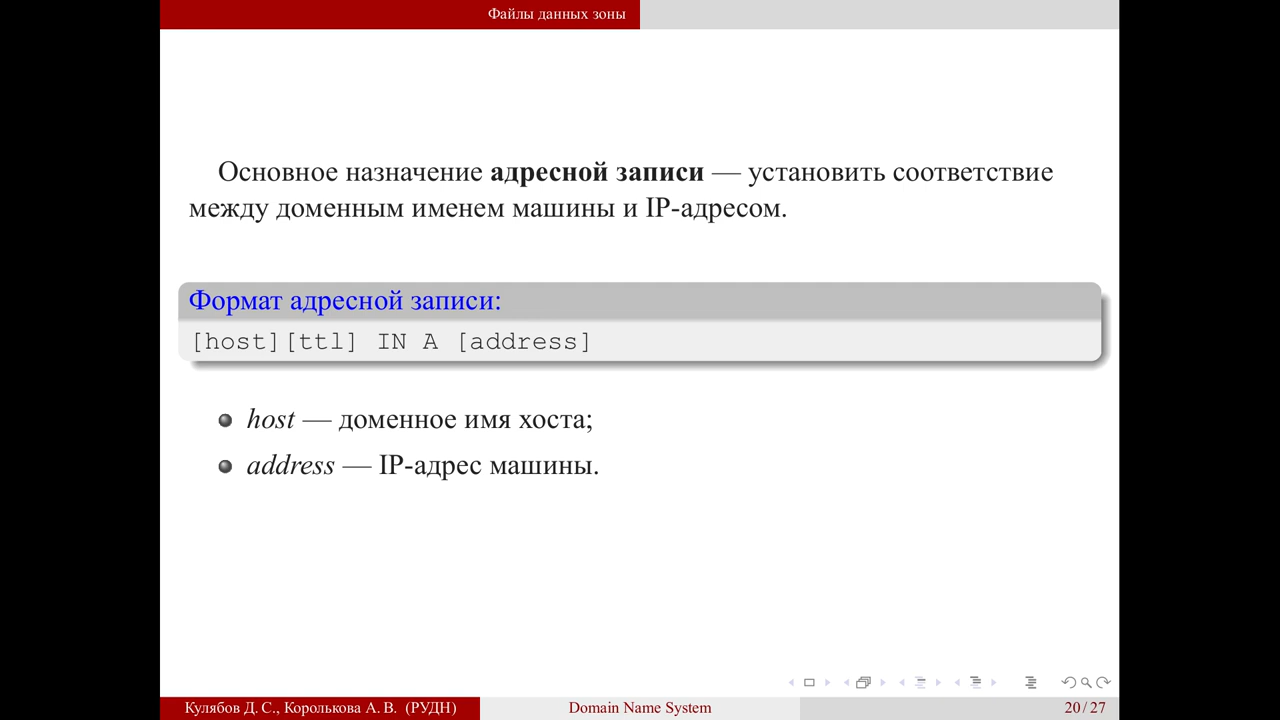 Файлы данных зоны
Основное назначение адресной записи — установить соответствие
между доменным именем машины и IP-адресом.
Формат адресной записи:
[host][ttl] IN A [address]
host — доменное имя хоста;
address — IP-адрес машины.
Кулябов Д. С., Королькова А. В. (РУДН)
Domain Name System
20 / 27